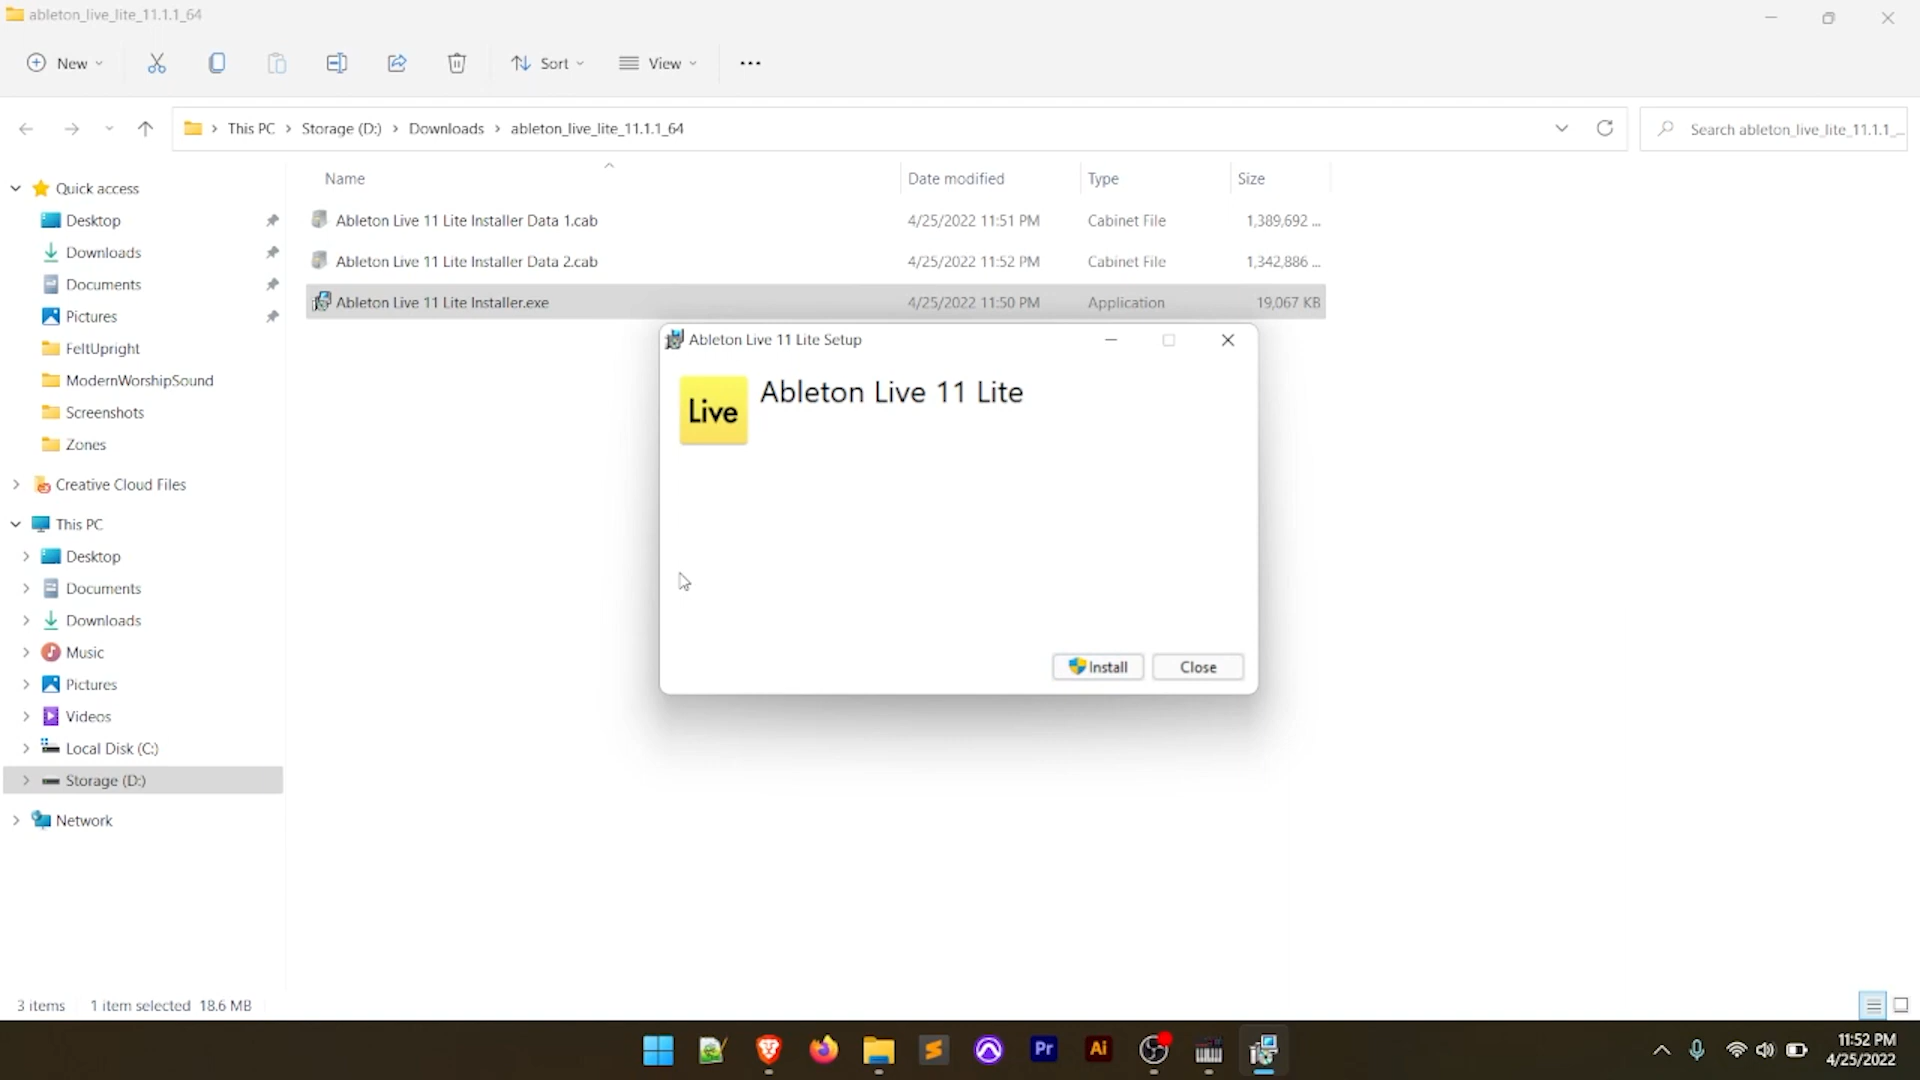 ableton_live_lite_11.1.1_64
New
Sort
View
This PC > Storage (D:) > Downloads > ableton_live_lite_11.1.1_64
Search ableton_live_lite_11.1.1_...
Name Date modified Type Size
Ableton Live 11 Lite Installer Data 1.cab 4/25/2022 11:51 PM Cabinet File 1,389,692 ...
Ableton Live 11 Lite Installer Data 2.cab 4/25/2022 11:52 PM Cabinet File 1,342,886 ...
Ableton Live 11 Lite Installer.exe 4/25/2022 11:50 PM Application 19,067 KB
Quick access
Desktop
Downloads
Documents
Pictures
FeltUpright
ModernWorshipSound
Screenshots
Zones
Creative Cloud Files
This PC
Desktop
Documents
Downloads
Music
Pictures
Videos
Local Disk (C:)
Storage (D:)
Network
Ableton Live 11 Lite Setup
Live
Ableton Live 11 Lite
Install
Close
3 items 1 item selected 18.6 MB
Pr
Ai
11:52 PM
4/25/2022